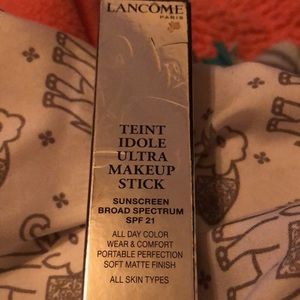 LANCÔME
PARIS
TEINT
IDOLE
ULTRA
MAKEUP
STICK
SUNSCREEN
BROAD SPECTRUM
SPF 21
ALL DAY COLOR
WEAR & COMFORT
PORTABLE PERFECTION
SOFT MATTE FINISH
ALL SKIN TYPES